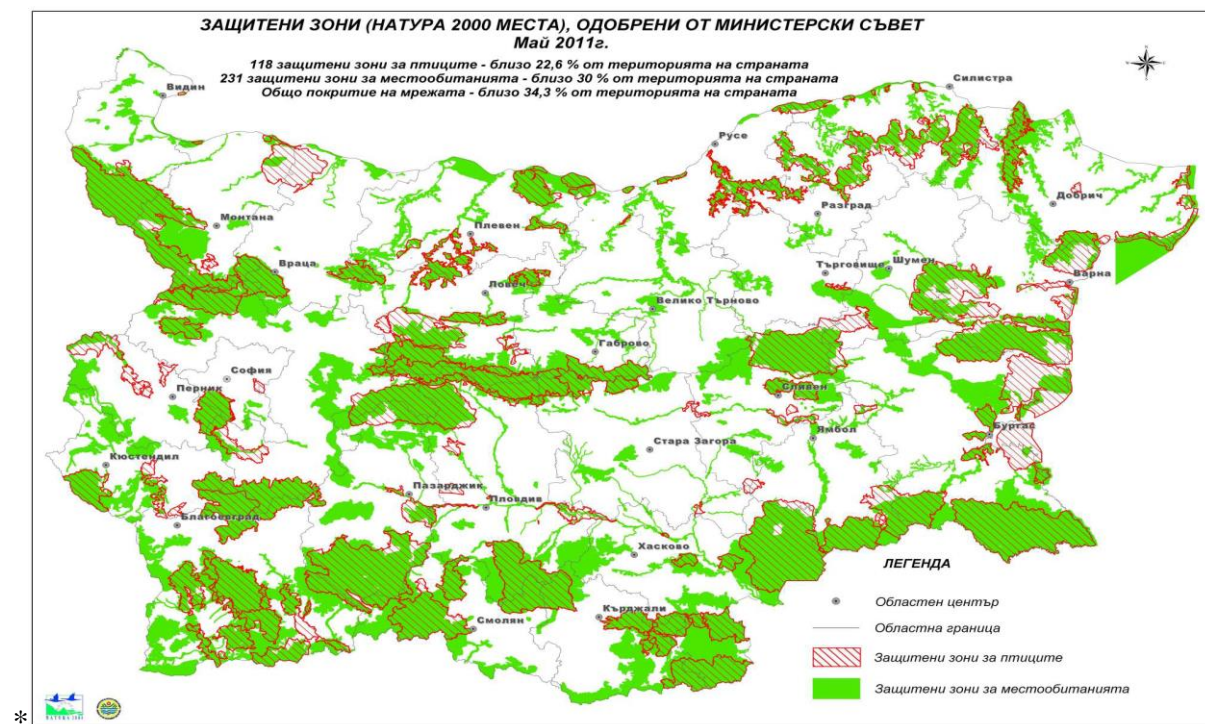 ЗАЩИТЕНИ ЗОНИ (НАТУРА 2000 МЕСТА), ОДОБРЕНИ ОТ МИНИСТЕРСКИ СЪВЕТ
Май 2011г.
118 защитени зони за птиците - близо 22,6 % от територията на страната
231 защитени зони за местообитанията - близо 30 % от територията на страната
Общо покритие на мрежата - близо 34,3 % от територията на страната
Видин
Силистра
Русе
Добрич
Разград
Монтана
Плевен
Враца
Търговище
Шумен
Варна
Ловеч
Велико Търново
Габрово
София
Перник
Сливен
Ямбол
Бургас
Стара Загора
Кюстендил
Пазарджик
Пловдив
Благоевград
Хасково
Кърджали
Смолян
ЛЕГЕНДА
Областен център
Областна граница
Защитени зони за птиците
Защитени зони за местообитанията
NATURA 2000
*